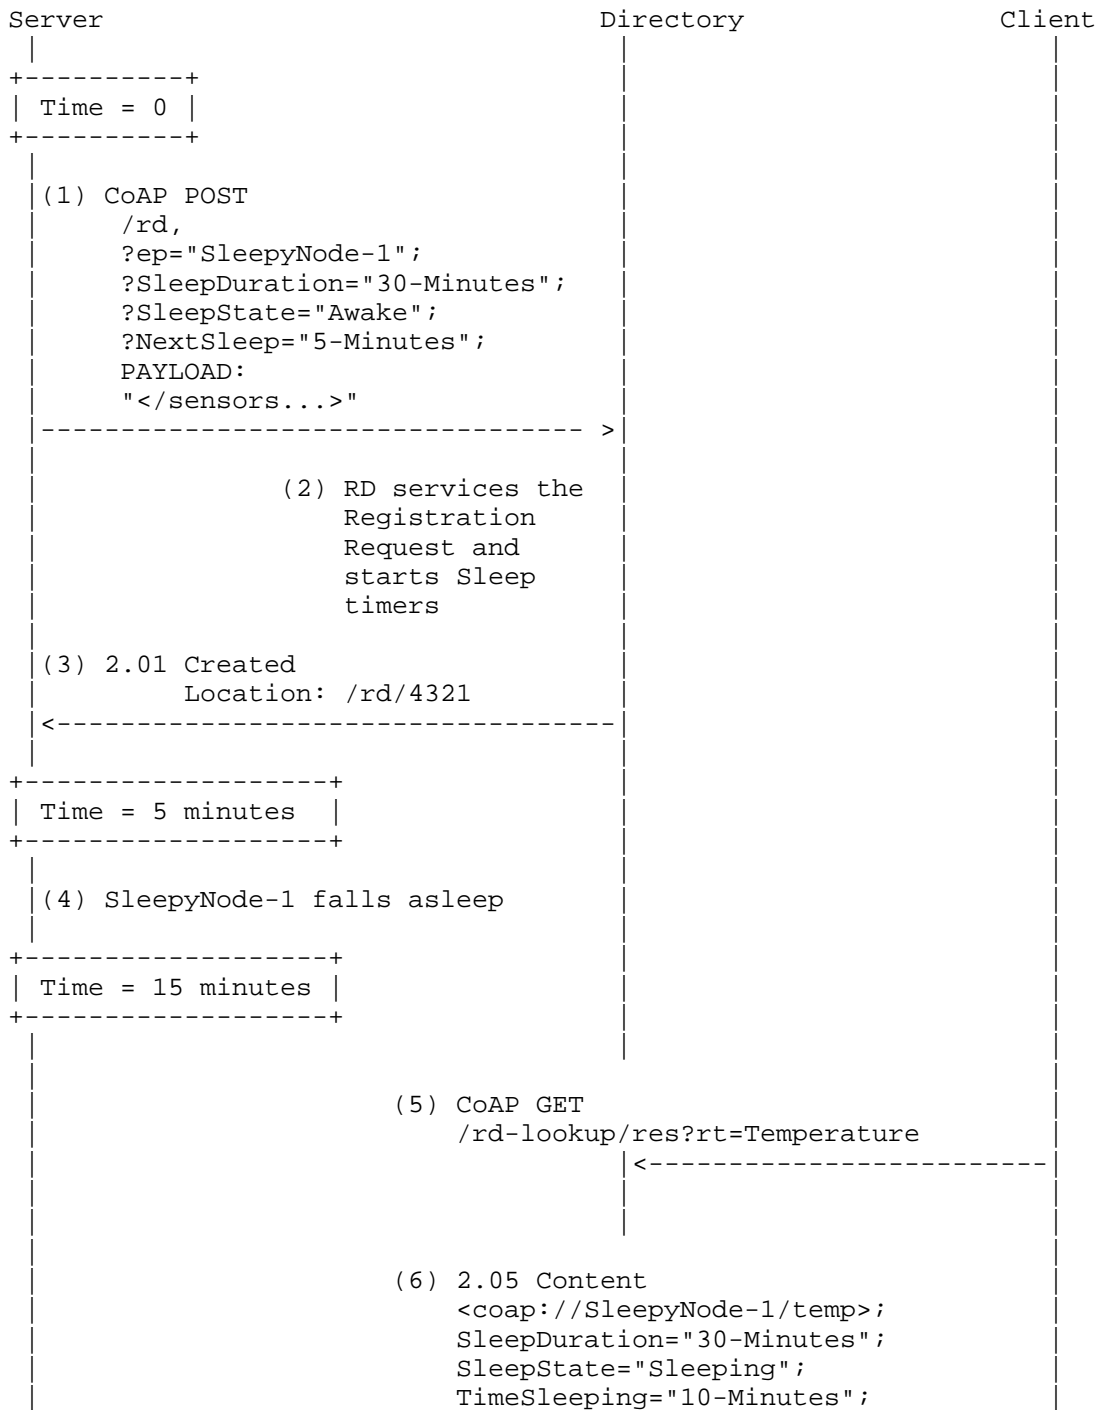 Server Directory Client
Time = 0
(1) CoAP POST
/rd,
?ep="SleepyNode-1";
?SleepDuration="30-Minutes";
?SleepState="Awake";
?NextSleep="5-Minutes";
PAYLOAD:
"</sensors...>"
(2) RD services the
Registration
Request and
starts Sleep
timers
(3) 2.01 Created
Location: /rd/4321
Time = 5 minutes
(4) SleepyNode-1 falls asleep
Time = 15 minutes
(5) CoAP GET
/rd-lookup/res?rt=Temperature
(6) 2.05 Content
<coap://SleepyNode-1/temp>;
SleepDuration="30-Minutes";
SleepState="Sleeping";
TimeSleeping="10-Minutes";